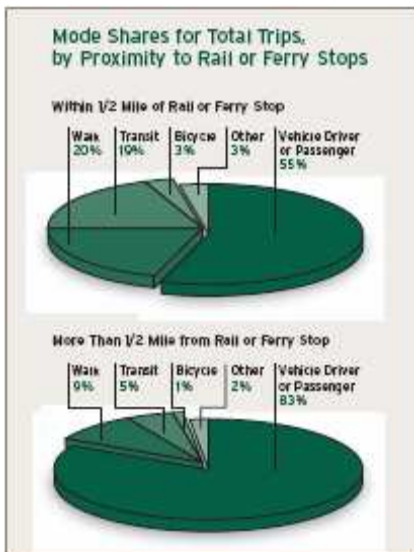 Mode Shares for Total Trips,
by Proximity to Rail or Ferry Stops
Within 1/2 Mile of Rail or Ferry Stop
Walk Transit Bicycle Other Vehicle Driver
or Passenger
20% 19% 3% 3% 55%
More Than 1/2 Mile from Rail or Ferry Stop
Walk Transit Bicycle Other Vehicle Driver
or Passenger
9% 5% 1% 2% 83%